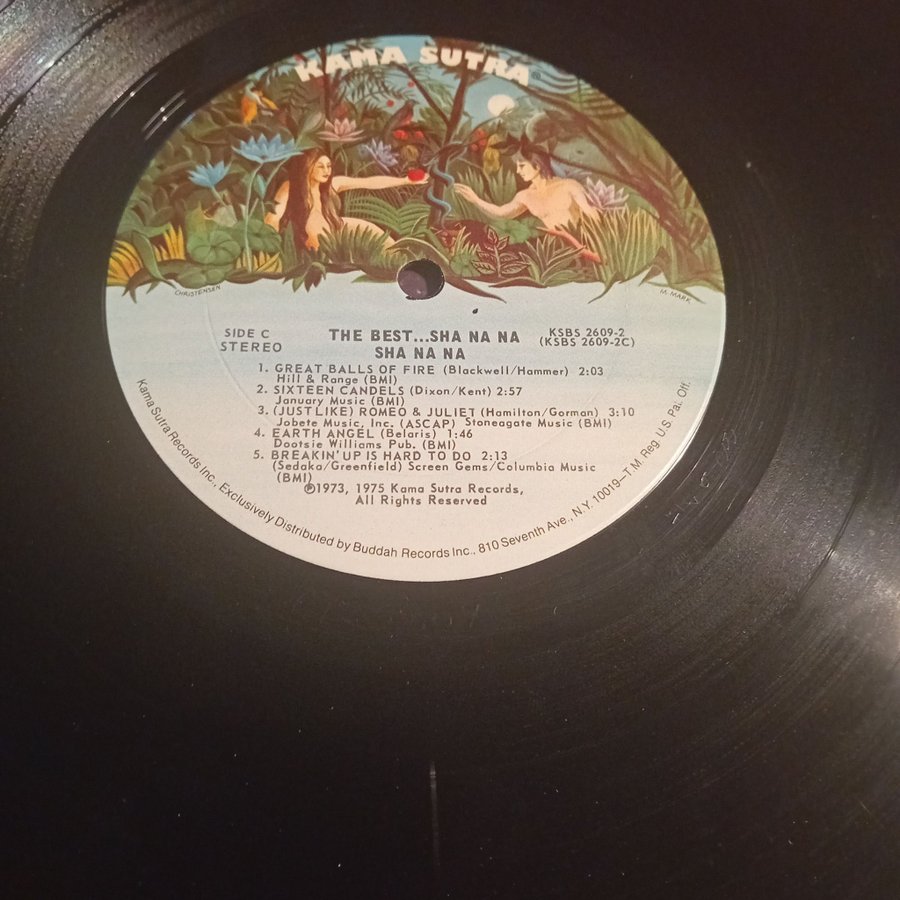 KAMA SUTRA®
CHRISTENSEN
M. MARK
SIDE C
STEREO
THE BEST...SHA NA NA
SHA NA NA
KSBS 2609-2
(KSBS 2609-2C)
1. GREAT BALLS OF FIRE (Blackwell/Hammer) 2:03
Hill & Range (BMI)
2. SIXTEEN CANDELS (Dixon/Kent) 2:57
January Music (BMI)
3. (JUST LIKE) ROMEO & JULIET (Hamilton/Gorman) 3:10
Jobete Music, Inc. (ASCAP) Stoneagate Music (BMI)
4. EARTH ANGEL (Belaris) 1:46
Dootsie Williams Pub. (BMI)
5. BREAKIN' UP IS HARD TO DO 2:13
(Sedaka/Greenfield) Screen Gems/Columbia Music
(BMI)
℗1973, 1975 Kama Sutra Records,
All Rights Reserved
Kama Sutra Records Inc., Exclusively Distributed by Buddah Records Inc., 810 Seventh Ave., N.Y. 10019—T.M. Reg. U.S. Pat. Off.